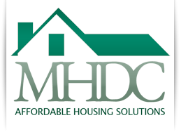 MHDC
AFFORDABLE HOUSING SOLUTIONS